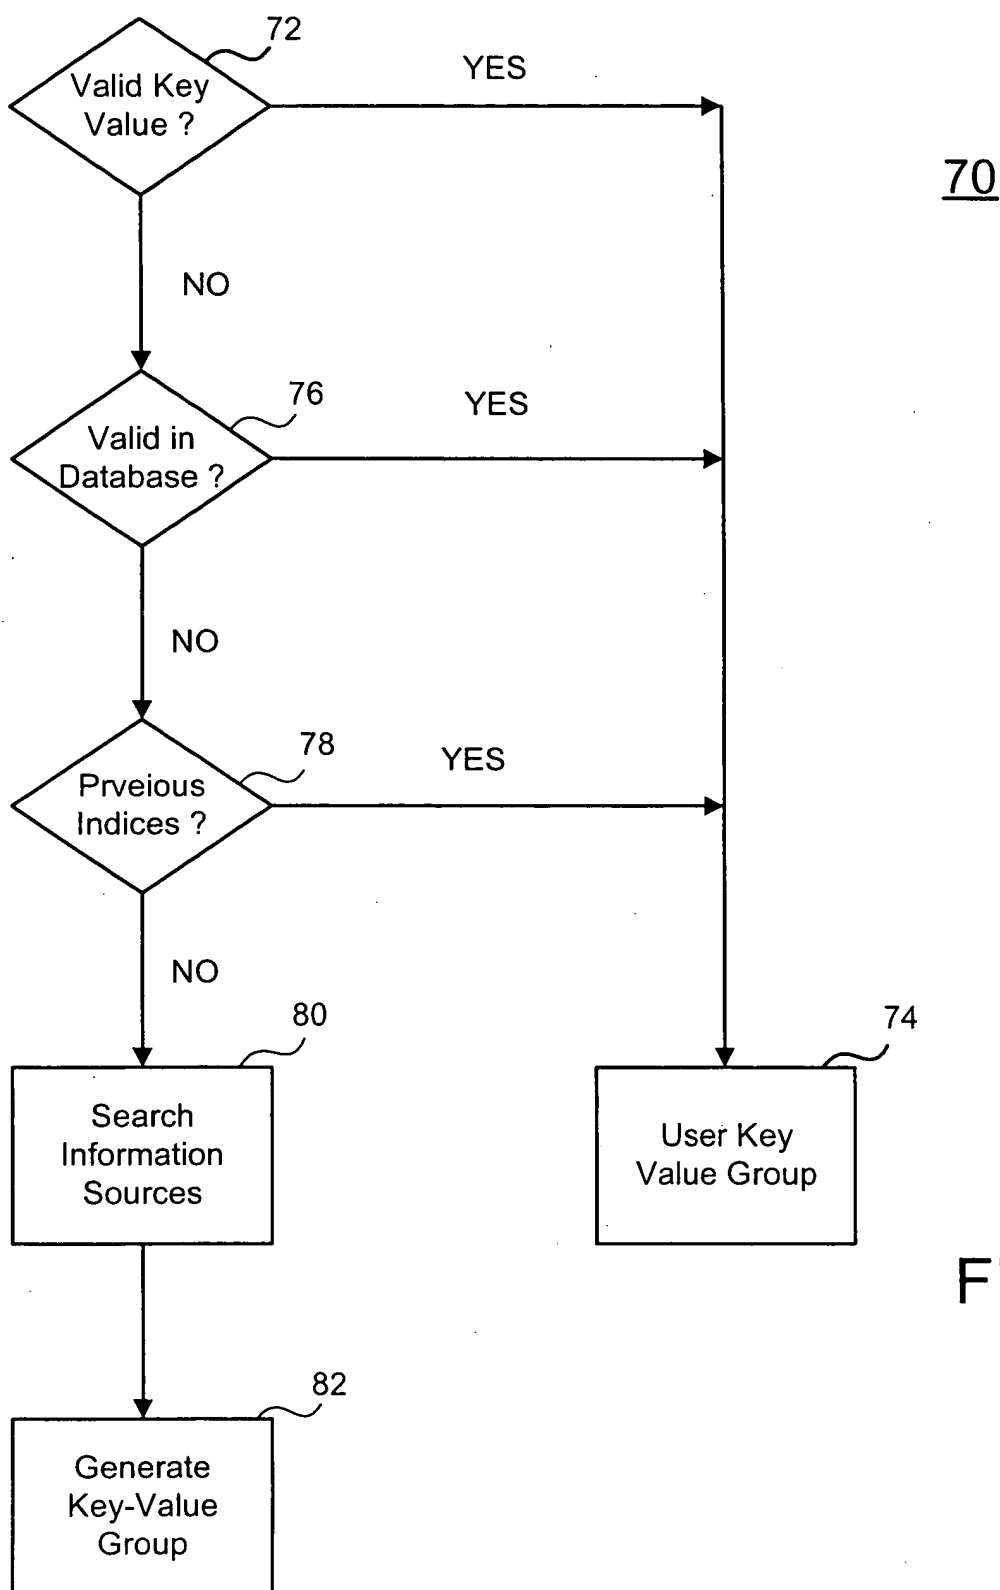 72
Valid Key
Value ?
YES
70
NO
76
Valid in
Database ?
YES
NO
78
Prveious
Indices ?
YES
NO
80
Search
Information
Sources
74
User Key
Value Group
F
82
Generate
Key-Value
Group